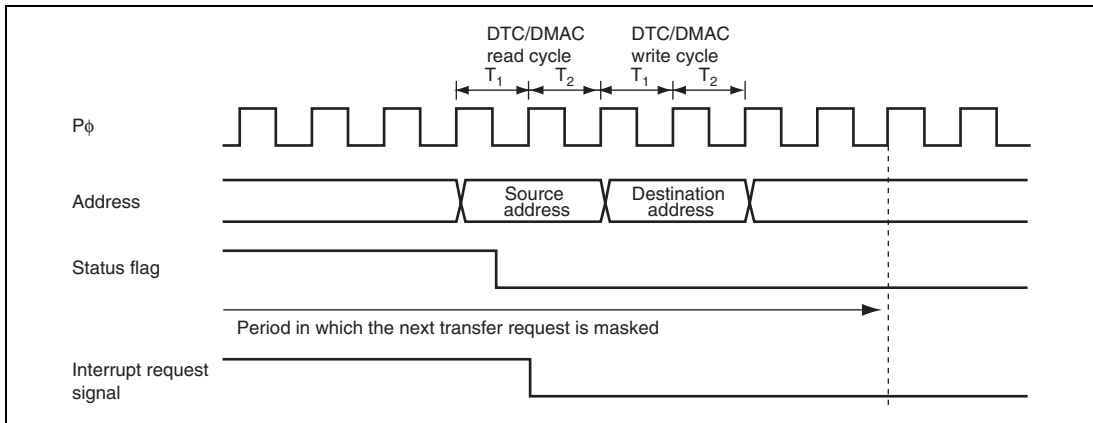 DTC/DMAC DTC/DMAC
read cycle write cycle
T1 T2 T1 T2
Pϕ
Address
Source
address
Destination
address
Status flag
Period in which the next transfer request is masked
Interrupt request
signal